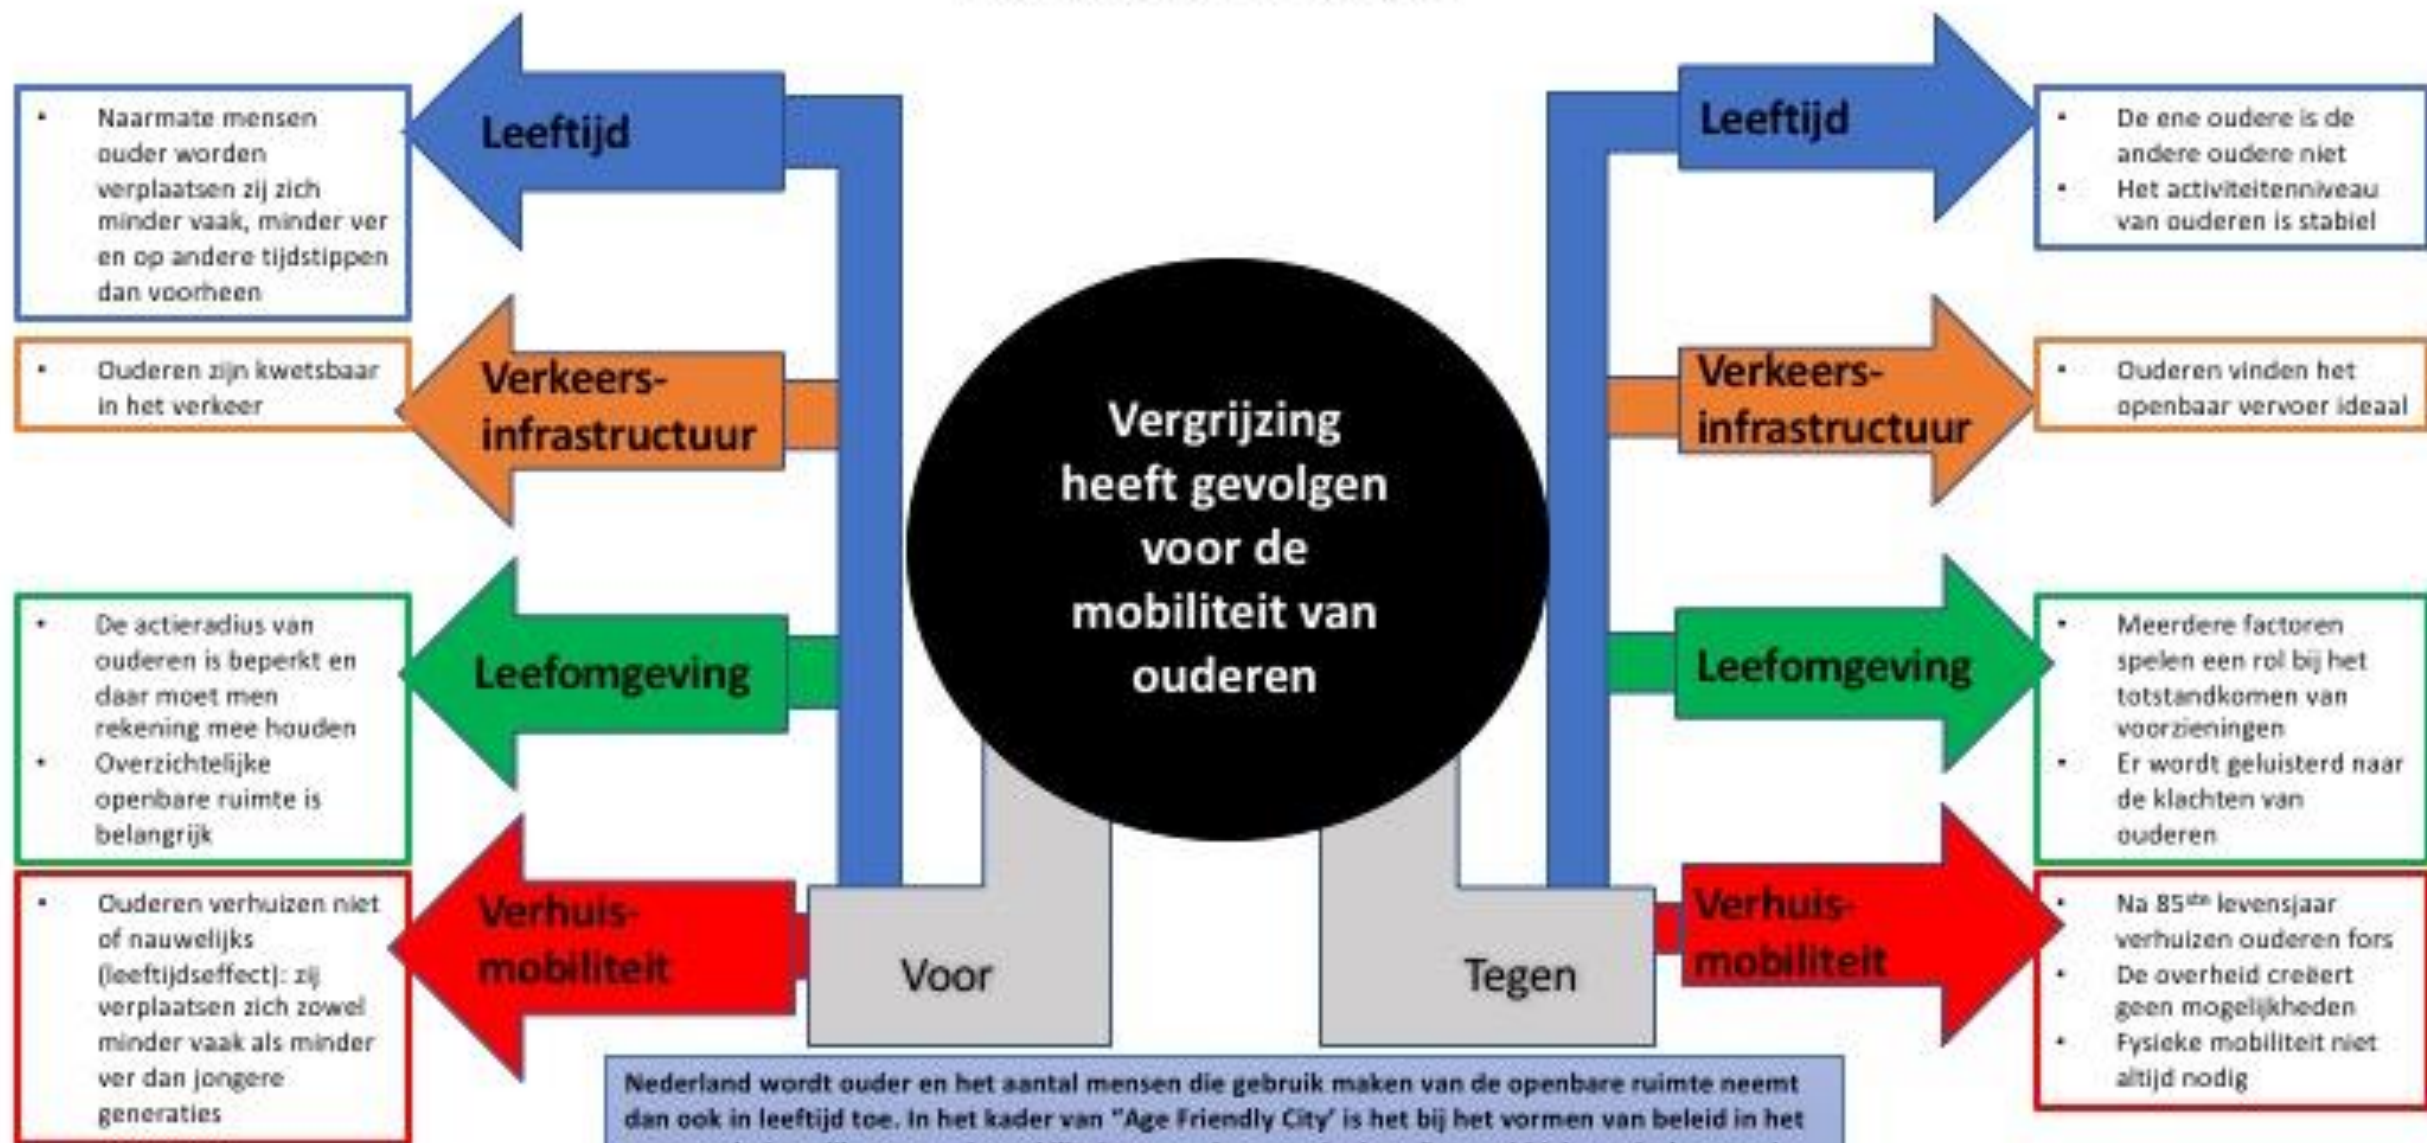 Leeftijd
Naarmate mensen
ouder worden
verplaatsen zij zich
minder vaak, minder ver
en op andere tijdstippen
dan voorheen
Verkeers-
infrastructuur
Ouderen zijn kwetsbaar
in het verkeer
Leefomgeving
De actieradius van
ouderen is beperkt en
daar moet men
rekening mee houden
Overzichtelijke
openbare ruimte is
belangrijk
Verhuis-
mobiliteit
Ouderen verhuizen niet
of nauwelijks
(leeftijdseffect): zij
verplaatsen zich zowel
minder vaak als minder
ver dan jongere
generaties
Voor
Vergrijzing
heeft gevolgen
voor de
mobiliteit van
ouderen
Tegen
Leeftijd
De ene oudere is de
andere oudere niet
Het activiteitenniveau
van ouderen is stabiel
Verkeers-
infrastructuur
Ouderen vinden het
openbaar vervoer ideaal
Leefomgeving
Meerdere factoren
spelen een rol bij het
totstandkomen van
voorzieningen
Er wordt geluisterd naar
de klachten van
ouderen
Verhuis-
mobiliteit
Na 85ste levensjaar
verhuizen ouderen fors
De overheid creëert
geen mogelijkheden
Fysieke mobiliteit niet
altijd nodig
Nederland wordt ouder en het aantal mensen die gebruik maken van de openbare ruimte neemt
dan ook in leeftijd toe. In het kader van "Age Friendly City' is het bij het vormen van beleid in het